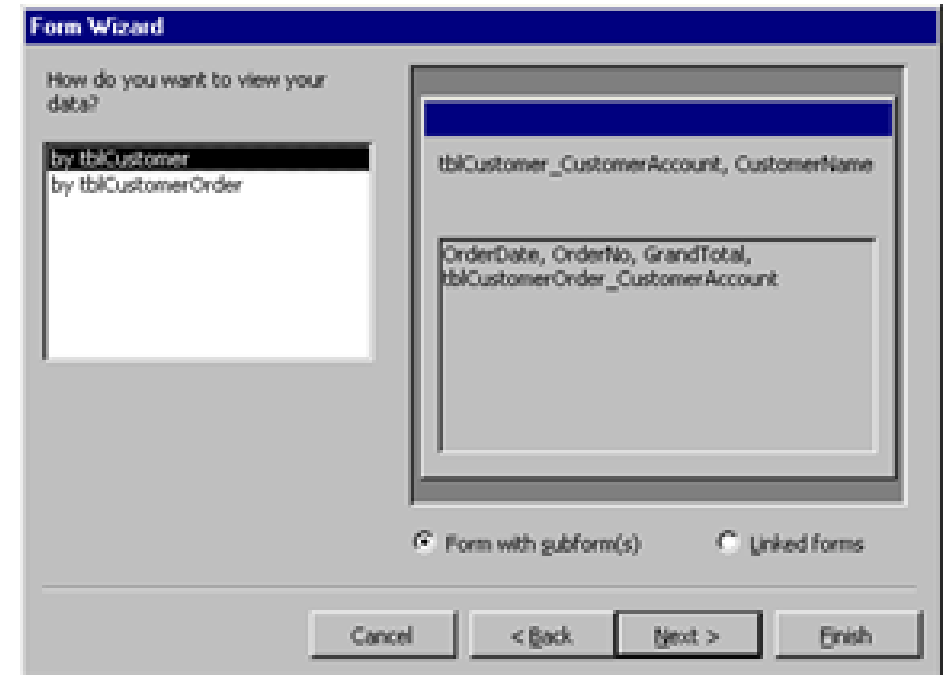 Form Wizard
How do you want to view your
data?
by tblCustomer
by tblCustomerOrder
tblCustomer_CustomerAccount, CustomerName
OrderDate, OrderNo, GrandTotal,
tblCustomerOrder_CustomerAccount
Form with subform(s)
Linked forms
Cancel
< Back
Next >
Finish